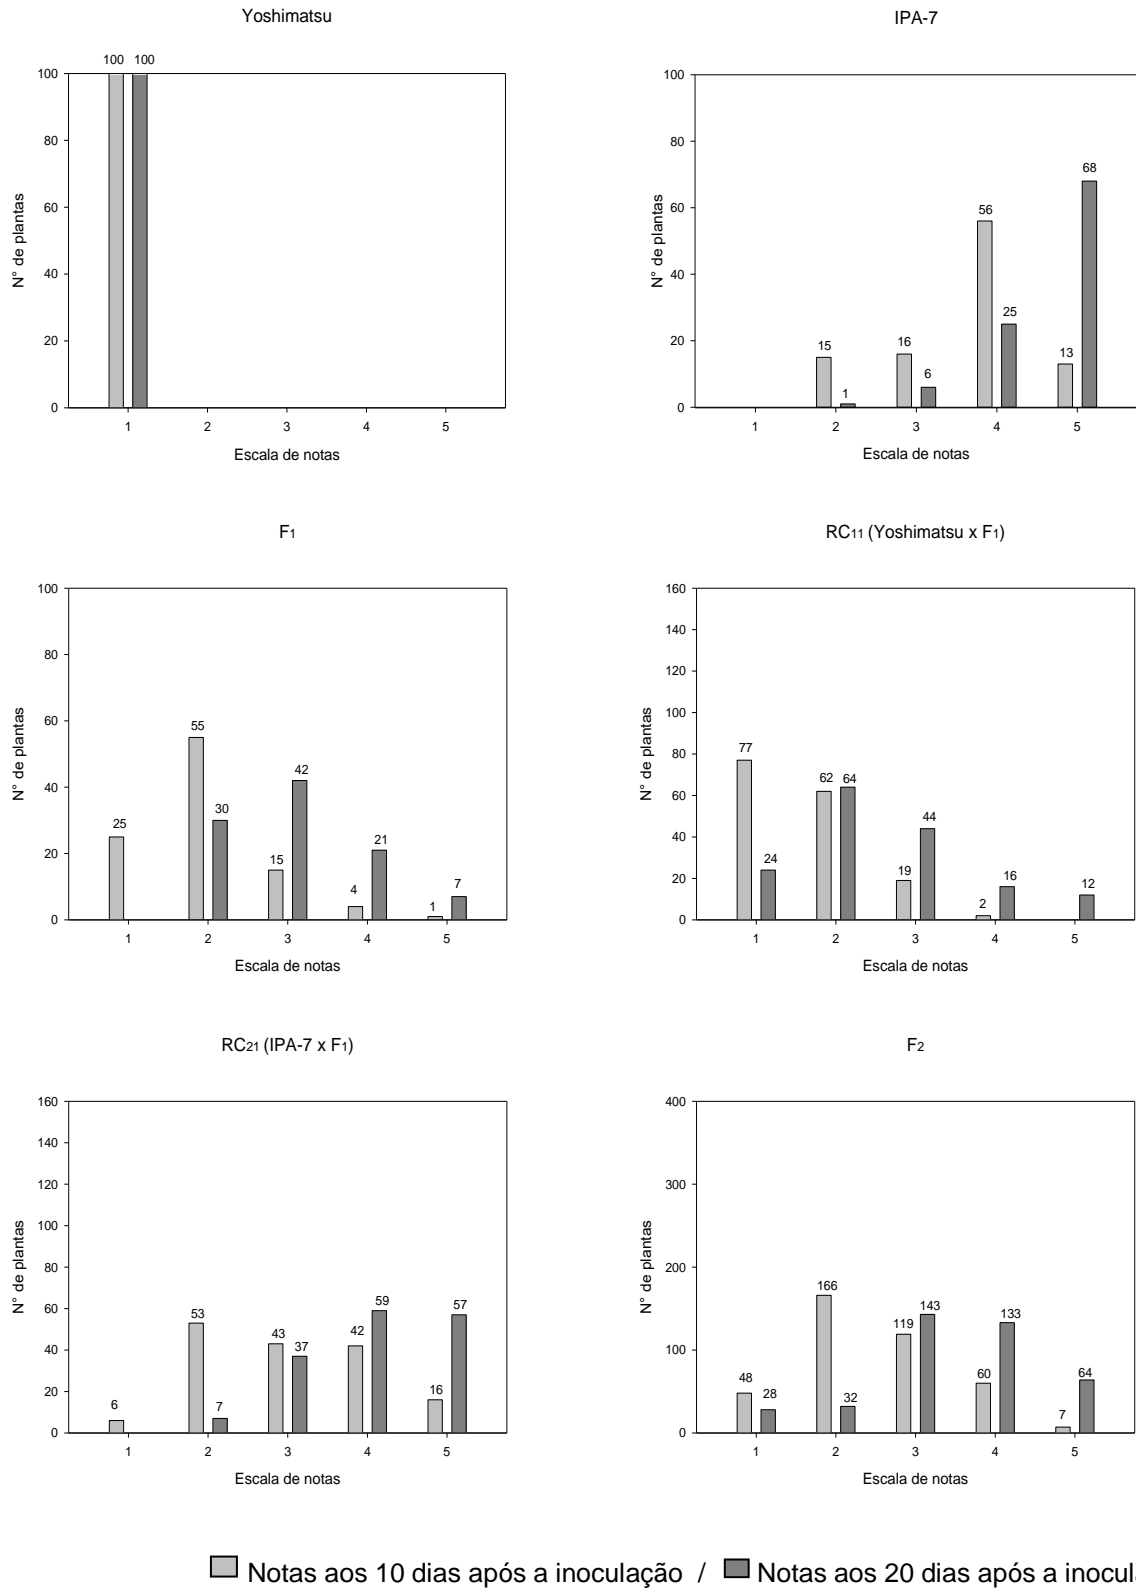 Yoshimatsu
100 100
100
80
60
40
20
0
N° de plantas
1 2 3 4 5
Escala de notas
IPA-7
100
80
60
40
20
0
N° de plantas
15 1 16 6 56 25 13 68
1 2 3 4 5
Escala de notas
F1
100
80
60
40
20
0
N° de plantas
25 55 30 15 42 4 21 1 7
1 2 3 4 5
Escala de notas
RC11 (Yoshimatsu x F1)
160
140
120
100
80
60
40
20
0
N° de plantas
77 24 62 64 19 44 2 16 12
1 2 3 4 5
Escala de notas
RC21 (IPA-7 x F1)
160
140
120
100
80
60
40
20
0
N° de plantas
6 53 7 43 37 42 59 16 57
1 2 3 4 5
Escala de notas
F2
400
300
200
100
0
N° de plantas
48 28 166 32 119 143 60 133 7 64
1 2 3 4 5
Escala de notas
Notas aos 10 dias após a inoculação / Notas aos 20 dias após a